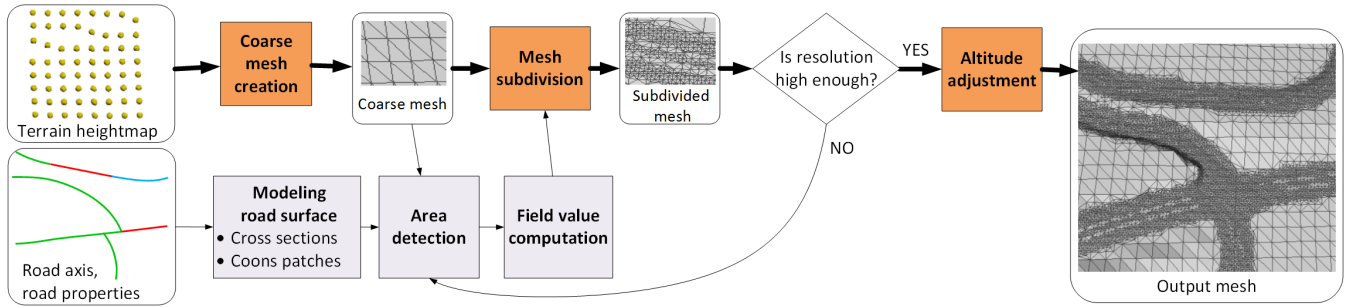 Terrain heightmap
Coarse
mesh
creation
Coarse mesh
Mesh
subdivision
Subdivided
mesh
Is resolution
high enough?
YES
NO
Altitude
adjustment
Output mesh
Road axis,
road properties
Modeling
road surface
• Cross sections
• Coons patches
Area
detection
Field value
computation